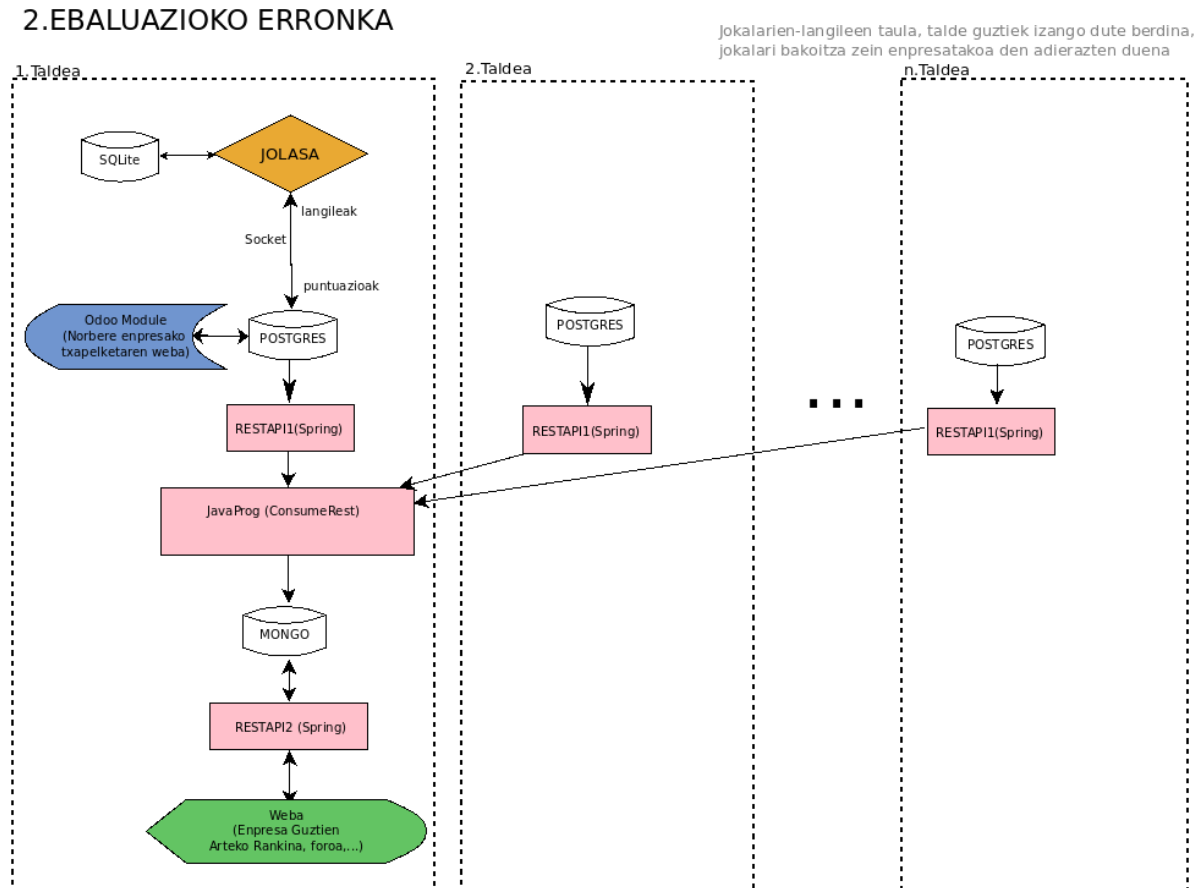 2.EBALUAZIOKO ERRONKA
Jokalarien-langileen taula, talde guztiek izango dute berdina,
jokalari bakoitza zein enpresatakoa den adierazten duena
1.Taldea
2.Taldea
n.Taldea
SQLite
JOLASA
langileak
Socket
puntuazioak
Odoo Module
(Norbere enpresako
txapelketaren weba)
POSTGRES
POSTGRES
POSTGRES
RESTAPI1(Spring)
RESTAPI1(Spring)
RESTAPI1(Spring)
...
JavaProg (ConsumeRest)
MONGO
RESTAPI2 (Spring)
Weba
(Enpresa Guztien
Arteko Rankina, foroa,...)